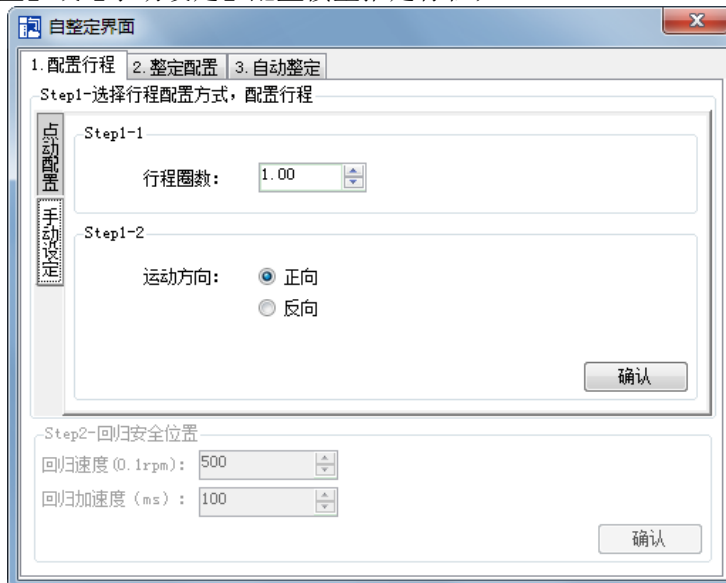 自整定界面
1.配置行程 2.整定配置 3.自动整定
Step1-选择行程配置方式，配置行程
点动配置
手动设定
Step1-1
行程圈数： 1.00
Step1-2
运动方向： 正向
反向
确认
Step2-回归安全位置
回归速度(0.1rpm)： 500
回归加速度（ms）： 100
确认